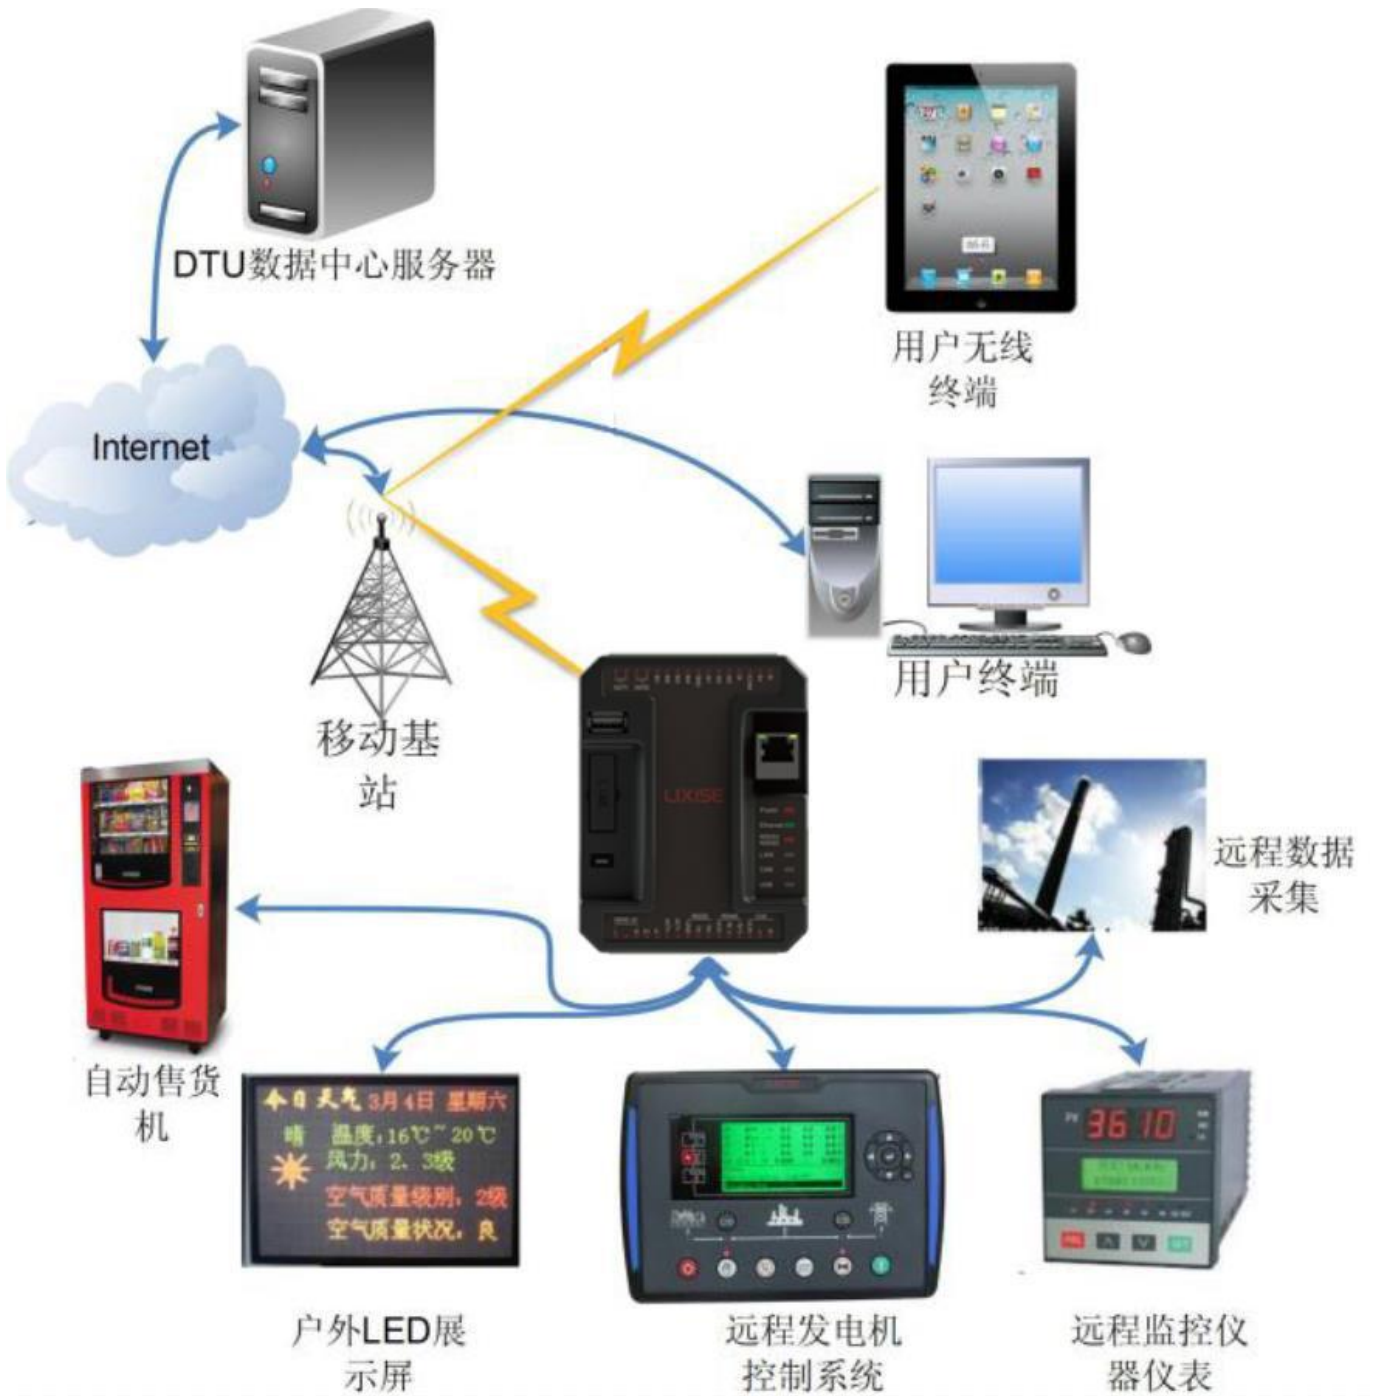 DTU数据中心服务器
用户无线
终端
Internet
用户终端
移动基
站
LIXISE
远程数据
采集
自动售货
机
今日天气 3月4日 星期六
晴 温度:16℃~20℃
风力:2、3级
空气质量级别:2级
空气质量状况:良
3610
户外LED展
示屏
远程发电机
控制系统
远程监控仪
器仪表